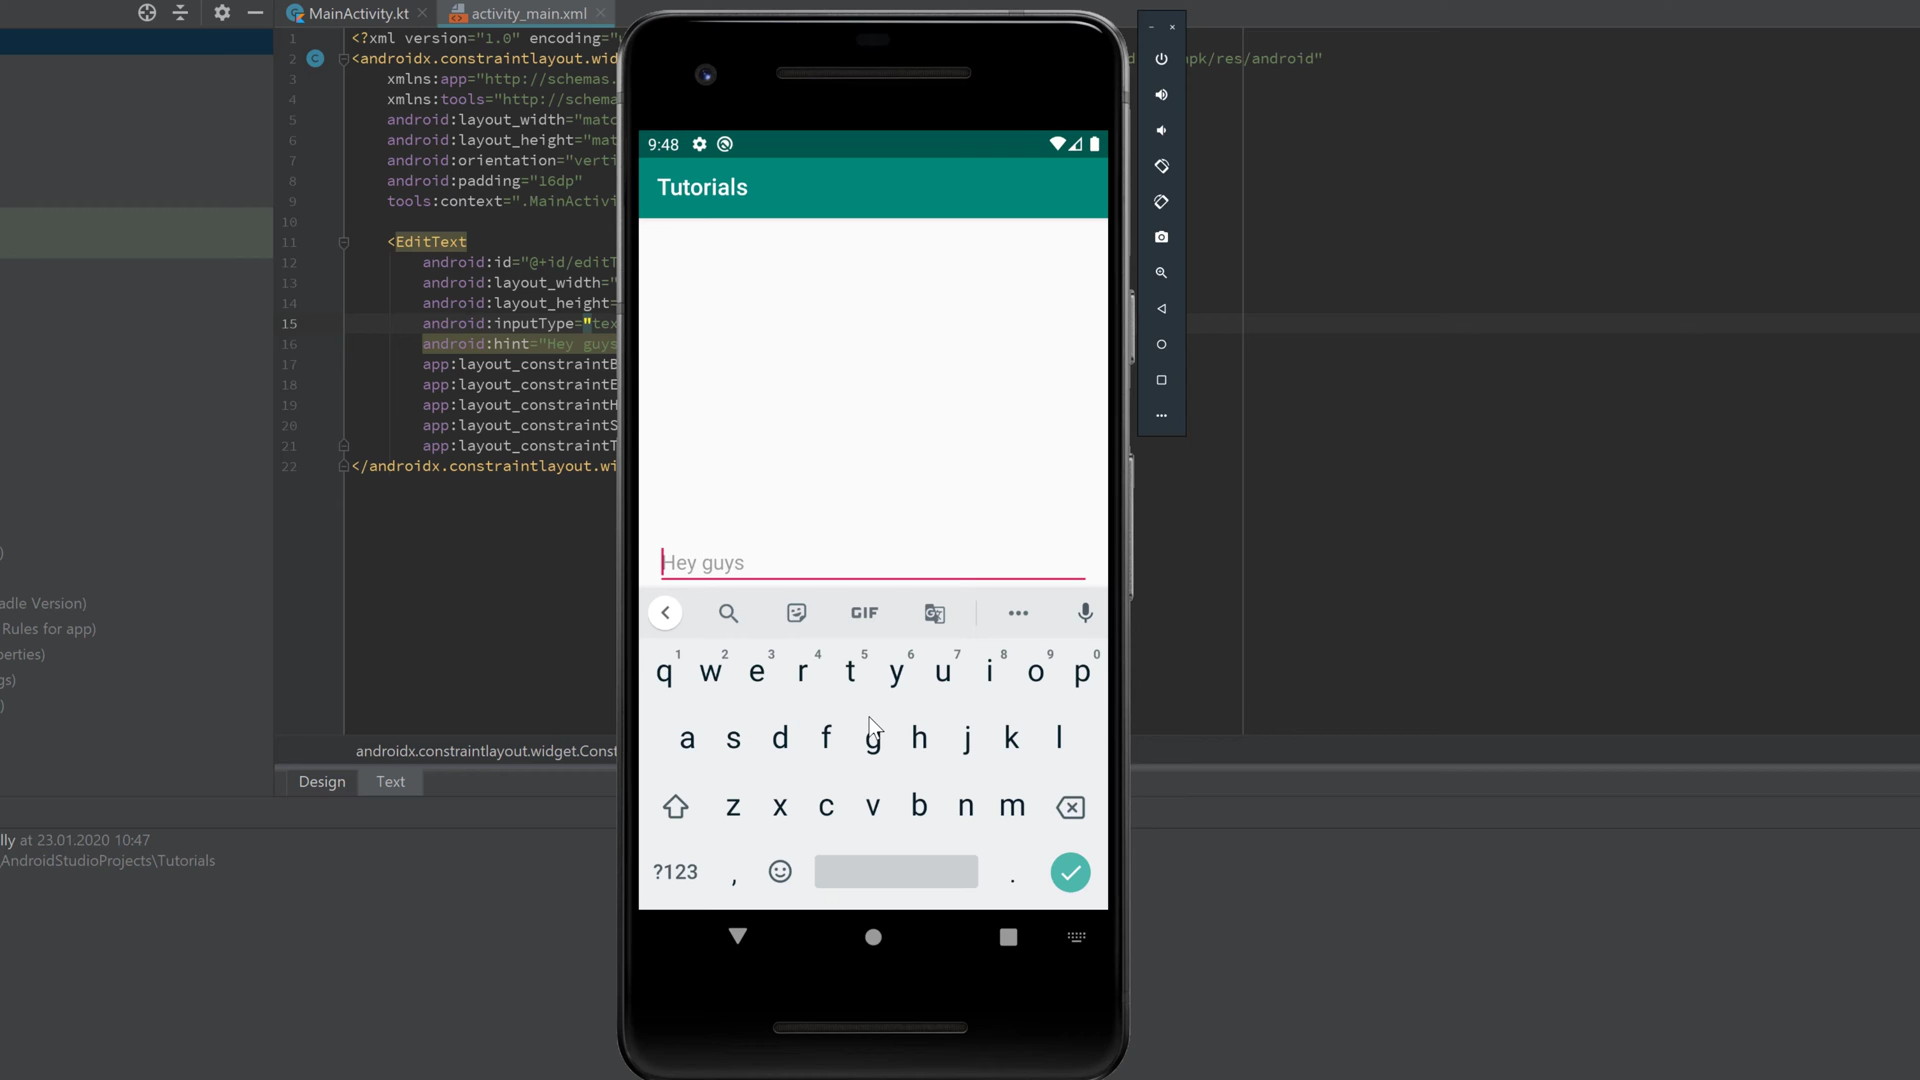 MainActivity.kt
activity_main.xml
1 <?xml version="1.0" encoding="
2 <androidx.constraintlayout.wid
pk/res/android"
3 xmlns:app="http://schemas.
4 xmlns:tools="http://schema
5 android:layout_width="matc
6 android:layout_height="mat
7 android:orientation="verti
8 android:padding="16dp"
9 tools:context=".MainActivi
10
11 <EditText
12 android:id="@+id/editT
13 android:layout_width="
14 android:layout_height=
15 android:inputType="tex
16 android:hint="Hey guys
17 app:layout_constraintB
18 app:layout_constraintE
19 app:layout_constraintH
20 app:layout_constraintS
21 app:layout_constraintT
22 </androidx.constraintlayout.wi
9:48
Tutorials
Hey guys
GIF
1 2 3 4 5 6 7 8 9 0
q w e r t y u i o p
a s d f g h j k l
z x c v b n m
?123 , .
)
adle Version)
Rules for app)
perties)
gs)
)
androidx.constraintlayout.widget.Const
Design Text
lly at 23.01.2020 10:47
AndroidStudioProjects\Tutorials